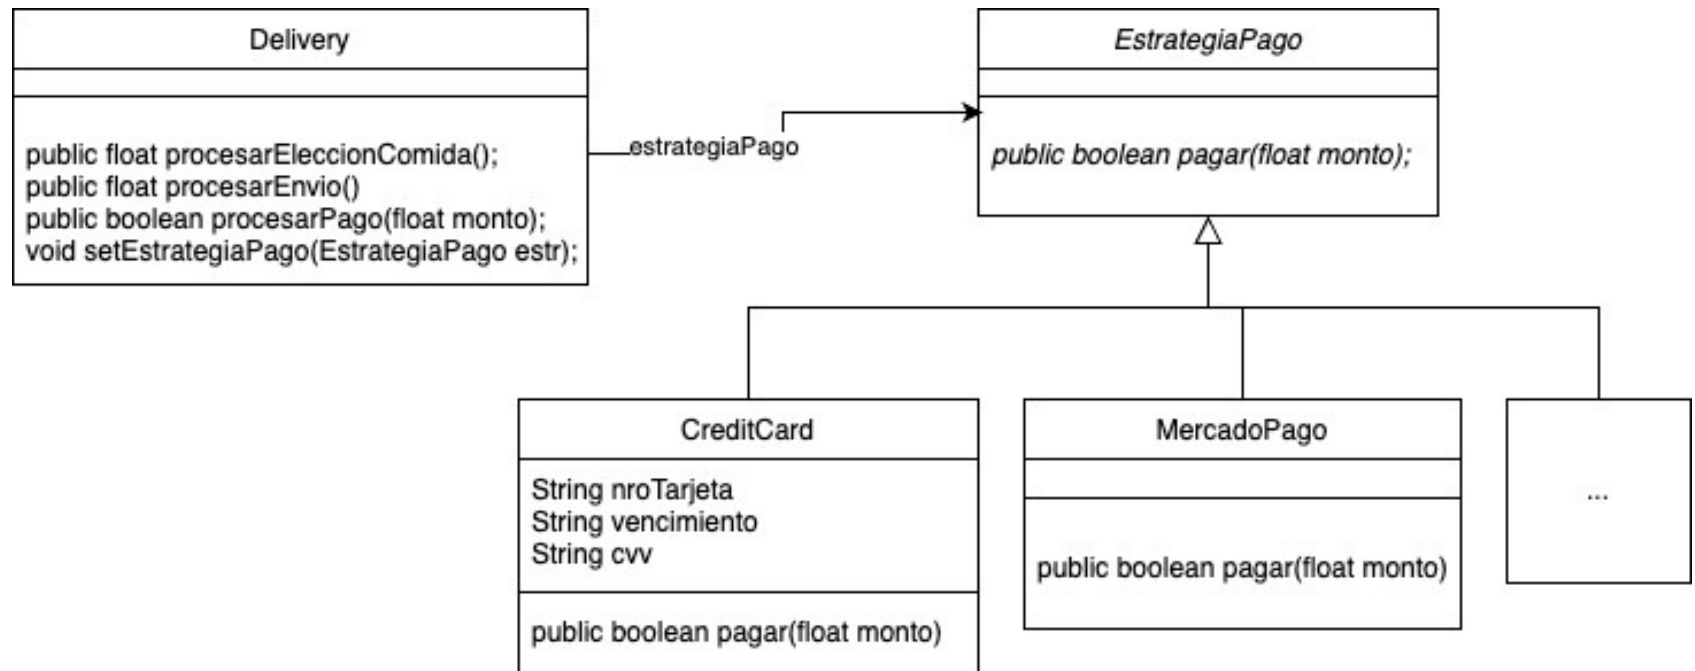 Delivery
public float procesarEleccionComida();
public float procesarEnvio()
public boolean procesarPago(float monto);
void setEstrategiaPago(EstrategiaPago estr);
estrategiaPago
EstrategiaPago
public boolean pagar(float monto);
CreditCard
String nroTarjeta
String vencimiento
String cvv
public boolean pagar(float monto)
MercadoPago
public boolean pagar(float monto)
...